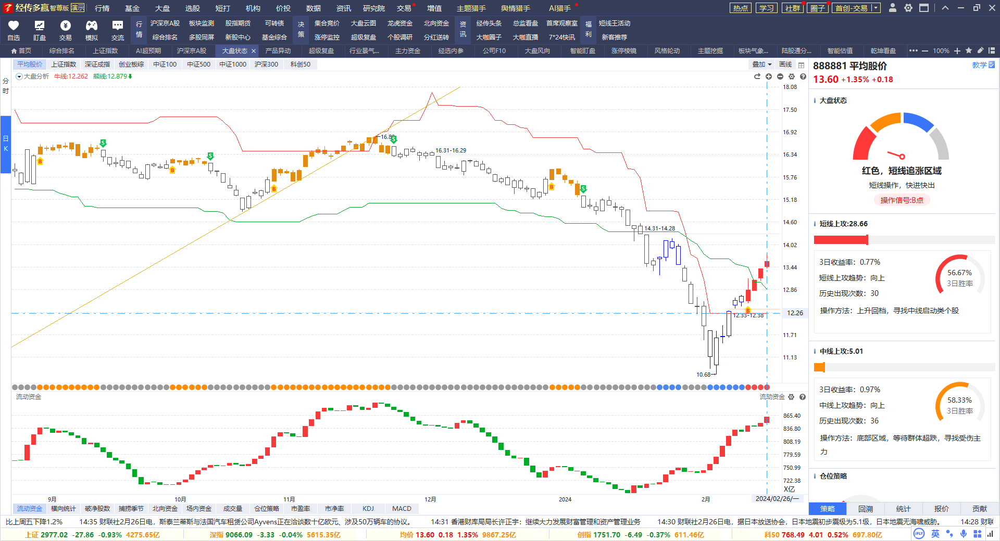 经传多赢 智尊版 演示 行情 基金 大盘 选股 短打 机构 价投 数据 资讯 研究院 交易 增值 主题猎手 舆情猎手 AI猎手 热点 学习 社群 圈子 首创-交易
自选 盯盘 交易 模拟 交流
行情 沪深京A股 板块监测 股指期货 可转债 决策 集合竞价 大盘云图 龙虎资金 北向资金 资讯 经传头条 总监看盘 首席观察室 福利 短线王活动
综合排名 多股同屏 新股中心 基金综合 涨停监控 超级复盘 个股调研 分红送转 大咖圈子 大咖直播 7*24快讯 新客推荐
首页 综合排名 上证指数 AI超预期 沪深京A股 大盘状态 产品异动 超级复盘 行业景气... 主力资金 经选内参 公司F10 大盘风向 智能盯盘 涨停棱镜 风格轮动 主题挖掘 板块气象... 陆股通分... 智能估值 乾坤看盘 100%
平均股价 上证指数 深证成指 创业板综 中证100 中证500 中证1000 沪深300 科创50 叠加 画线
分时
日K
大盘分析 牛线:12.262 熊线:12.879
18.08
17.50
16.92
16.34
15.76
15.18
14.60
14.02
13.44
12.86
12.26
11.71
11.13
16.31-16.29
14.31-14.28
12.33-12.38
10.68
B
S
B
S
B
S
B
S
B
流动资金 流动资金
865.40
836.80
808.19
779.59
750.99
722.38
X亿
9月 10月 11月 12月 2024 2月 2024/02/26/一
流动资金 横向统计 破净股数 捕捞季节 北向资金 场内资金 成交量 仓位策略 市盈率 市净率 KDJ MACD
888881 平均股价 教学
13.60 +1.35% +0.18
大盘状态
红色，短线追涨区域
短线操作，快进快出
操作信号:B点
短线上攻:28.66
3日收益率：0.77%
短线上攻趋势：向上
历史出现次数：30
56.67%
3日胜率
操作方法：上升回档，寻找中线启动类个股
中线上攻:5.01
3日收益率：0.97%
中线上攻趋势：向上
历史出现次数：36
58.33%
3日胜率
操作方法：底部区域，等待群体超跌，寻找受伤主
力
仓位策略
策略 回溯 统计 报价 贡献
比上周五下降1.2% 14:35 财联社2月26日电，斯泰兰蒂斯与法国汽车租赁公司Ayvens正在洽谈数十亿欧元、涉及50万辆车的协议。 14:31 香港财库局局长许正宇：继续大力发展财富管理和资产管理业务 14:30 财联社2月26日电，据日本放送协会，日本地震初步震级为5.1级，日本地震无海啸威胁。 14:28 财联
上证 2977.02 -27.86 -0.93% 4275.65亿 深指 9066.09 -3.33 -0.04% 5615.35亿 均价 13.60 0.18 1.35% 9867.25亿 创指 1751.70 -6.49 -0.37% 611.46亿 科50 768.49 4.01 0.52% 697.80亿 iFLY 英